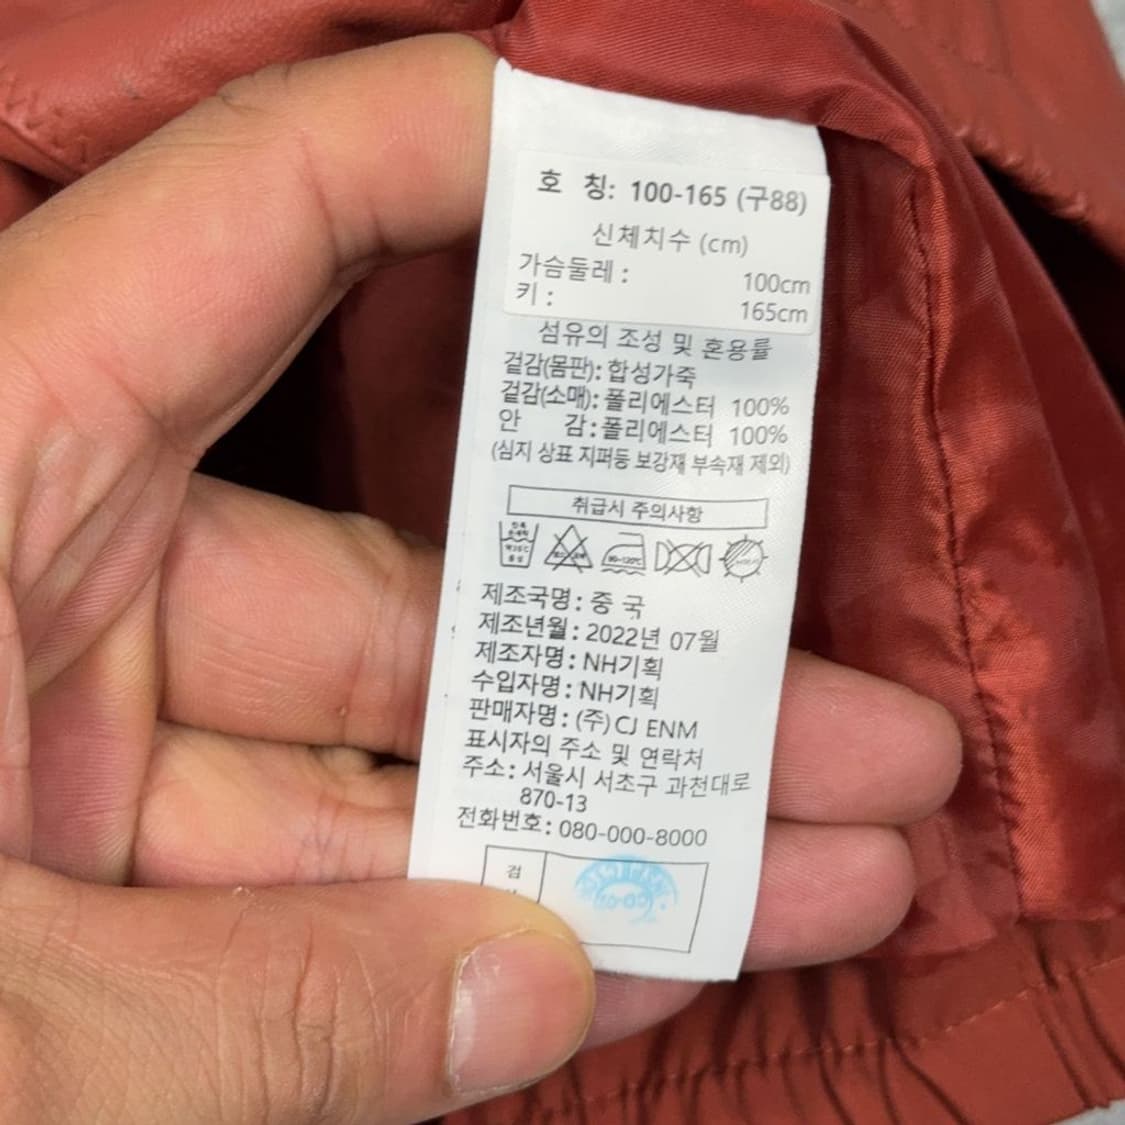 호 칭: 100-165 (구88)
신체치수 (cm)
가슴둘레 : 100cm
키 : 165cm
섬유의 조성 및 혼용률
겉감(몸판): 합성가죽
겉감(소매): 폴리에스터 100%
안 감: 폴리에스터 100%
(심지 상표 지퍼등 보강재 부속재 제외)
취급시 주의사항
80~120℃
제조국명: 중 국
제조년월: 2022년 07월
제조자명: NH기획
수입자명: NH기획
판매자명: (주)CJ ENM
표시자의 주소 및 연락처
주소: 서울시 서초구 과천대로
870-13
전화번호: 080-000-8000
검